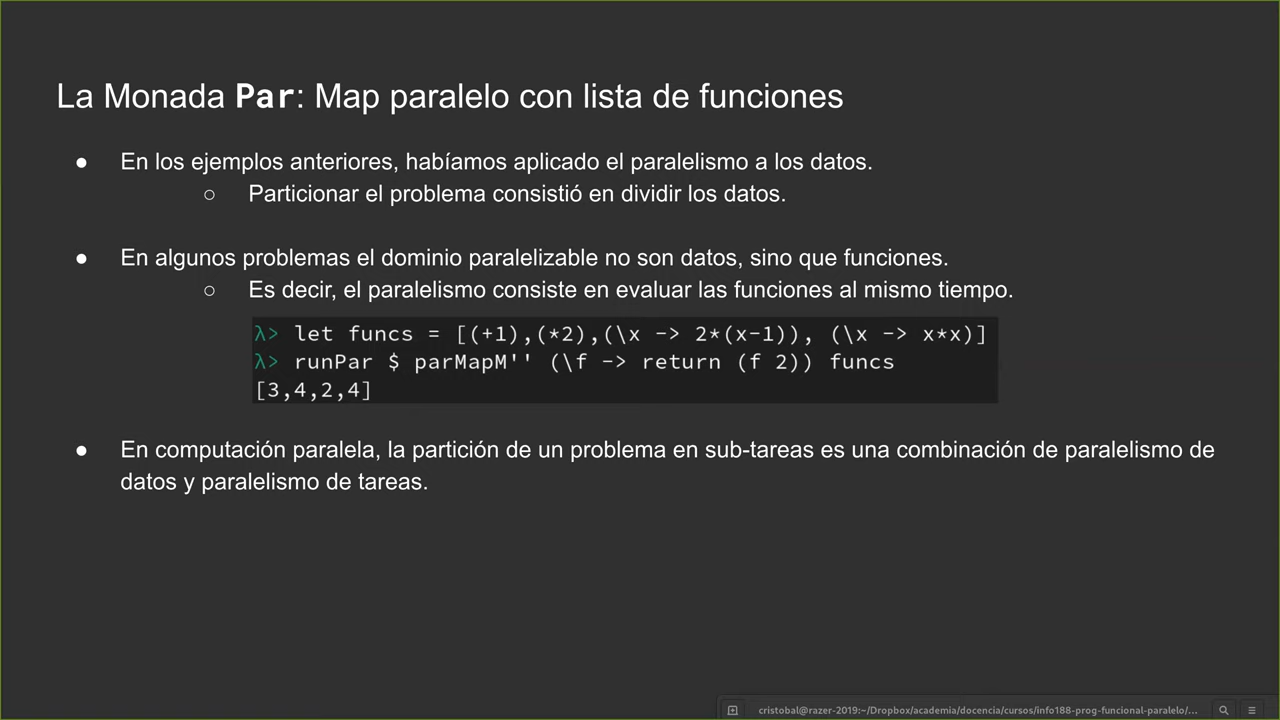 La Monada Par: Map paralelo con lista de funciones
● En los ejemplos anteriores, habíamos aplicado el paralelismo a los datos.
○ Particionar el problema consistió en dividir los datos.
● En algunos problemas el dominio paralelizable no son datos, sino que funciones.
○ Es decir, el paralelismo consiste en evaluar las funciones al mismo tiempo.
λ> let funcs = [(+1),(*2),(\x -> 2*(x-1)), (\x -> x*x)]
λ> runPar $ parMapM'' (\f -> return (f 2)) funcs
[3,4,2,4]
● En computación paralela, la partición de un problema en sub-tareas es una combinación de paralelismo de
datos y paralelismo de tareas.
cristobal@razer-2019:~/Dropbox/academia/docencia/cursos/info188-prog-funcional-paralelo/...